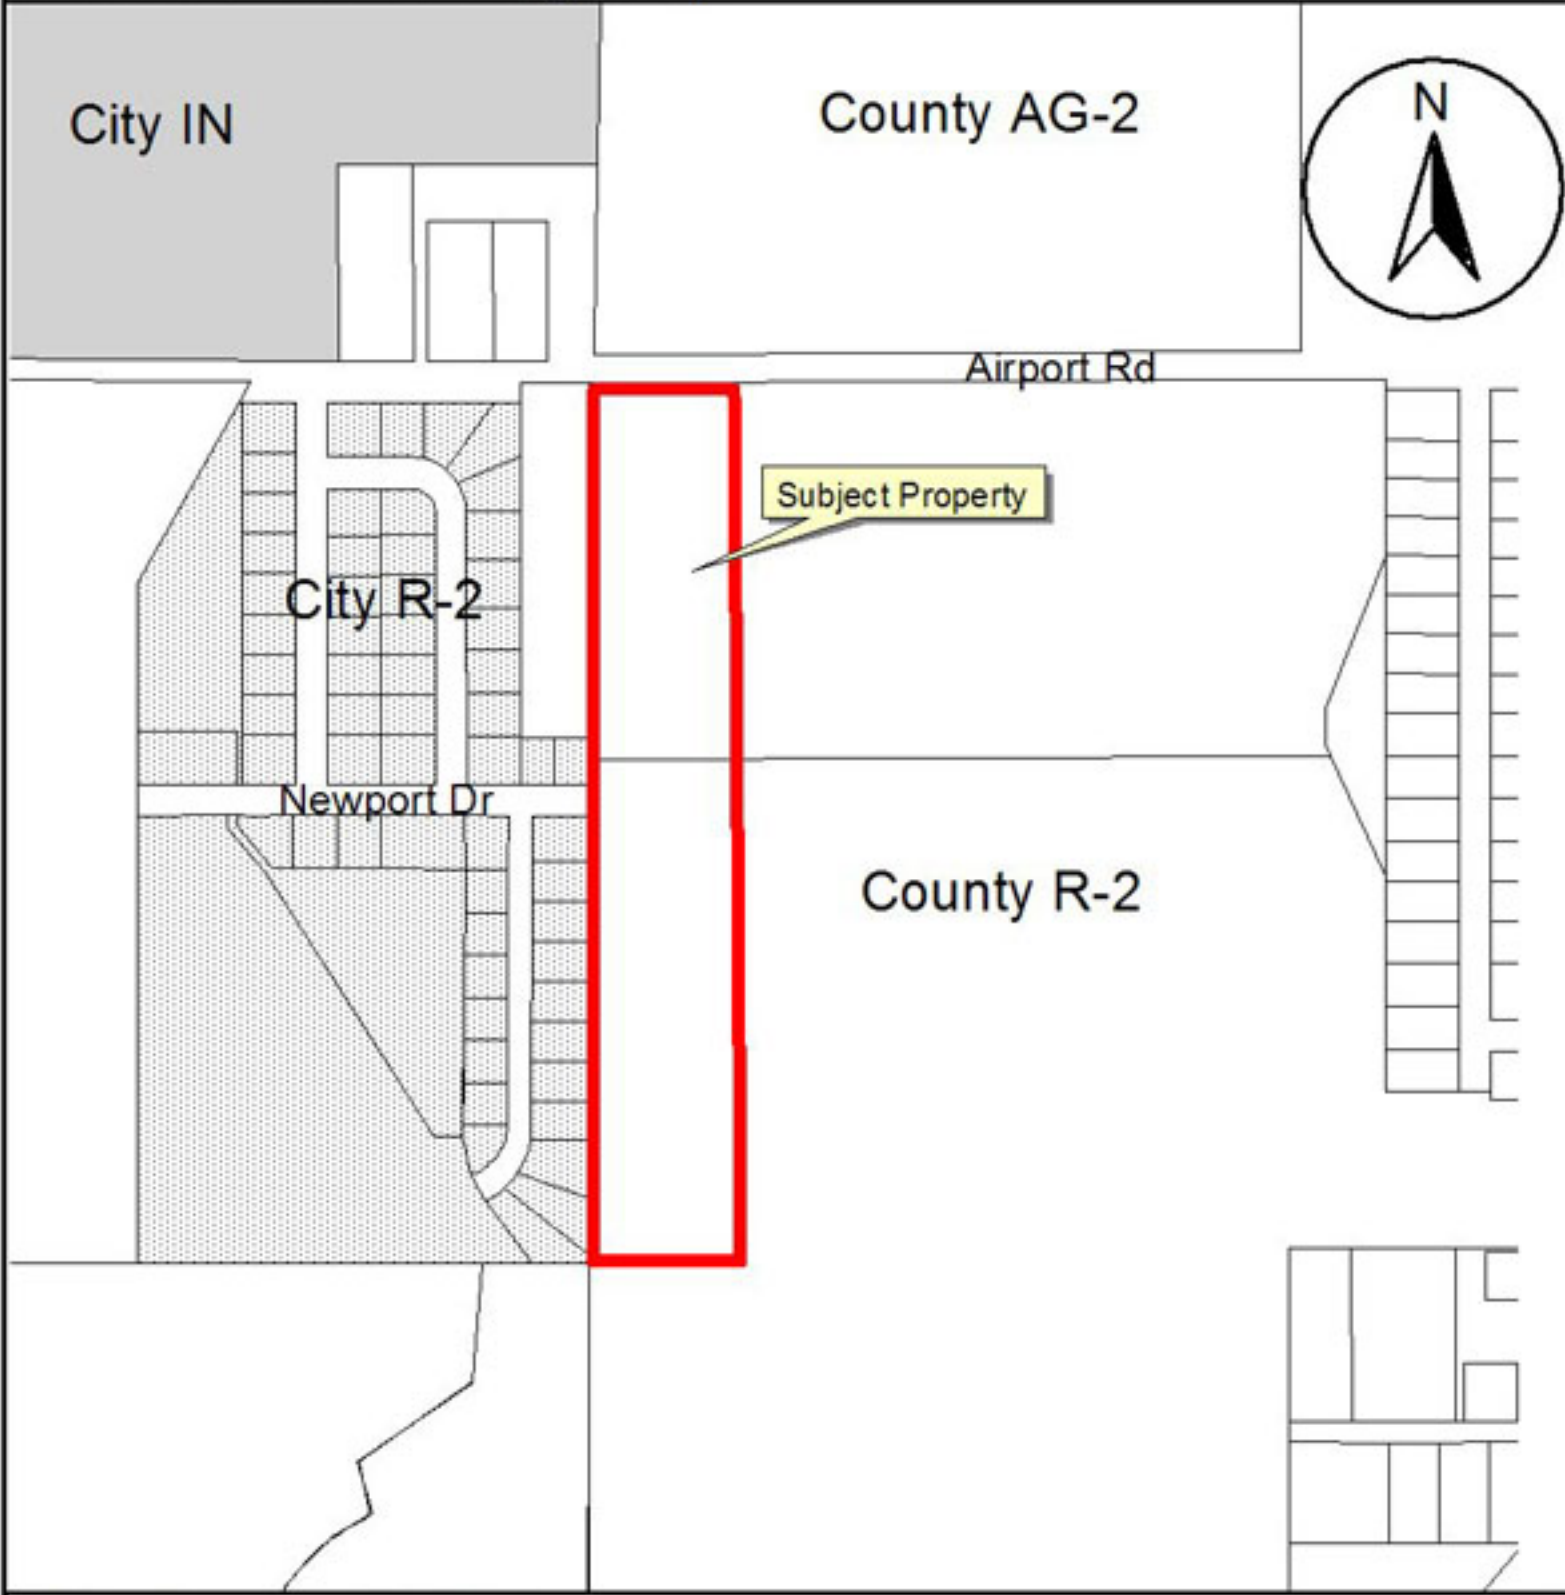 City IN
County AG-2
N
Airport Rd
Subject Property
City R-2
Newport Dr
County R-2